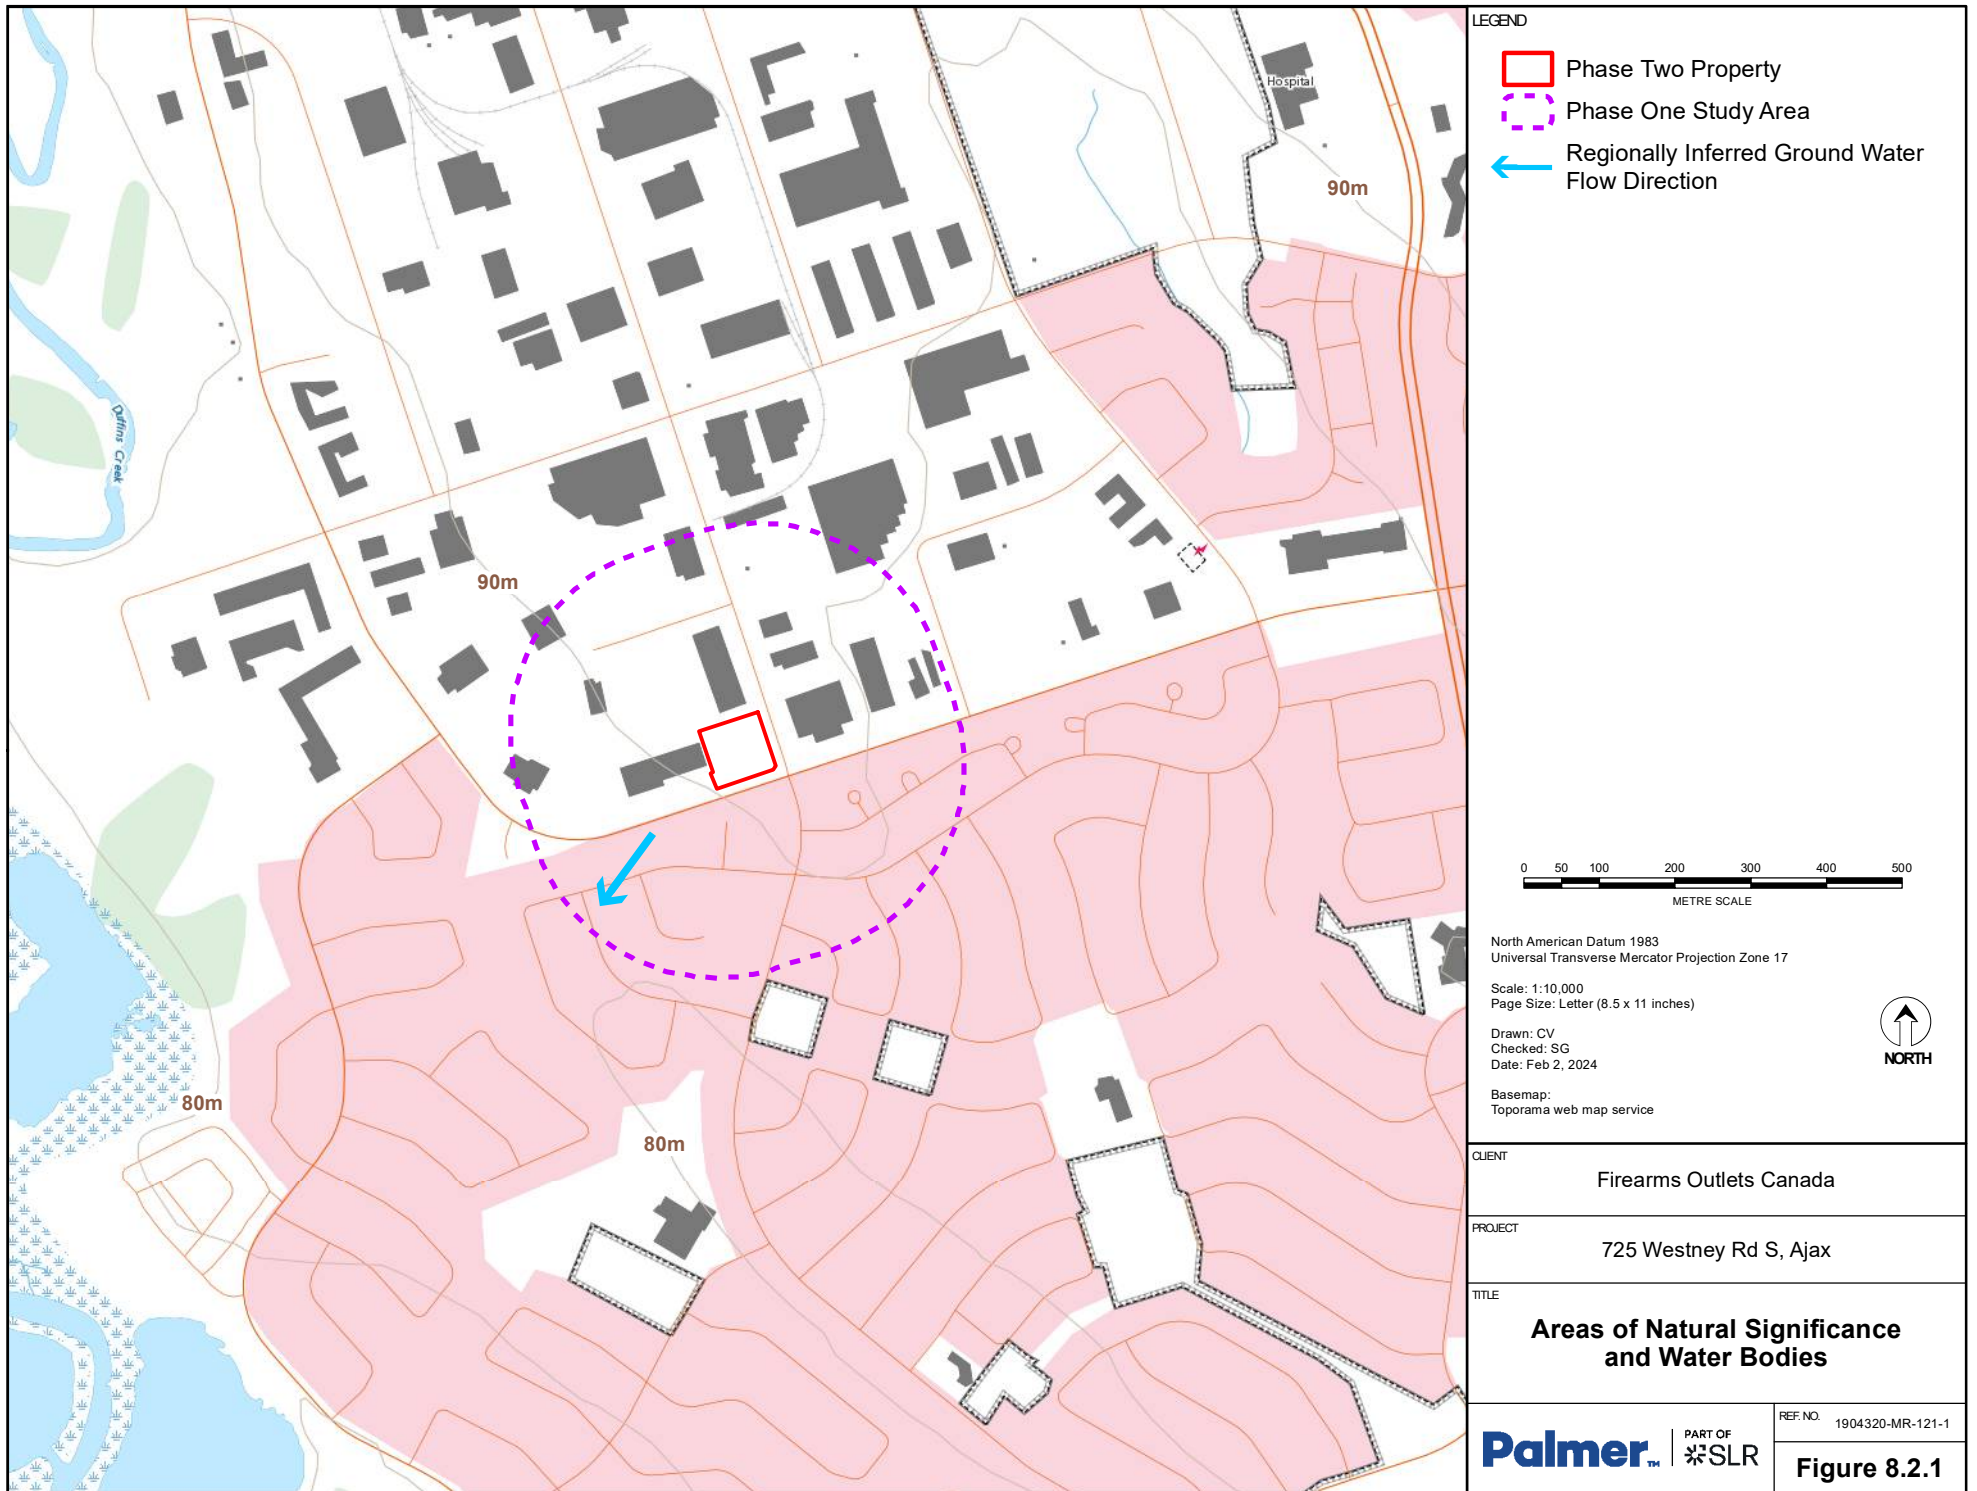 Hospital
90m
Duffins Creek
90m
80m
80m
LEGEND
Phase Two Property
Phase One Study Area
Regionally Inferred Ground Water
Flow Direction
0 50 100 200 300 400 500
METRE SCALE
North American Datum 1983
Universal Transverse Mercator Projection Zone 17
Scale: 1:10,000
Page Size: Letter (8.5 x 11 inches)
Drawn: CV
Checked: SG
Date: Feb 2, 2024
Basemap:
Toporama web map service
NORTH
CLIENT
Firearms Outlets Canada
PROJECT
725 Westney Rd S, Ajax
TITLE
Areas of Natural Significance
and Water Bodies
Palmer™
PART OF
SLR
REF. NO. 1904320-MR-121-1
Figure 8.2.1